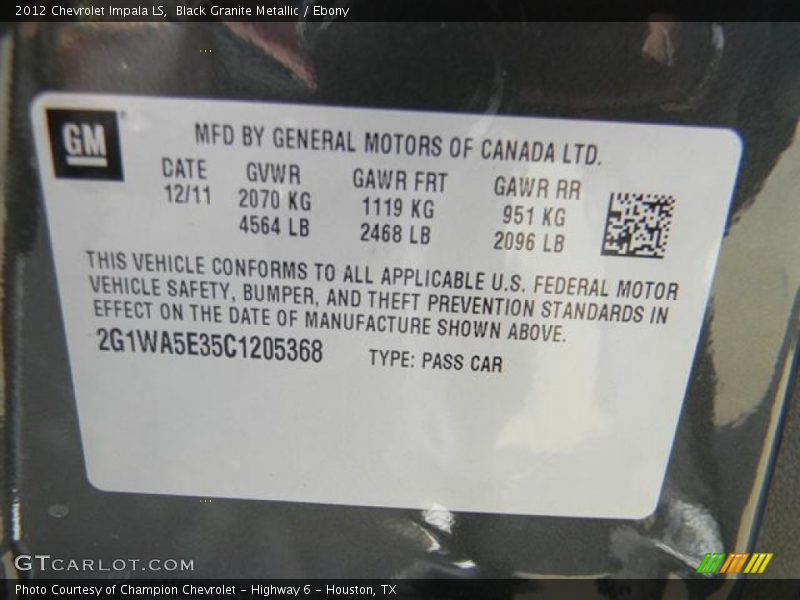 2012 Chevrolet Impala LS, Black Granite Metallic / Ebony
GM
MFD BY GENERAL MOTORS OF CANADA LTD.
DATE GVWR GAWR FRT GAWR RR
12/11 2070 KG 1119 KG 951 KG
4564 LB 2468 LB 2096 LB
THIS VEHICLE CONFORMS TO ALL APPLICABLE U.S. FEDERAL MOTOR
VEHICLE SAFETY, BUMPER, AND THEFT PREVENTION STANDARDS IN
EFFECT ON THE DATE OF MANUFACTURE SHOWN ABOVE.
2G1WA5E35C1205368 TYPE: PASS CAR
GTCARLOT.COM
Photo Courtesy of Champion Chevrolet - Highway 6 - Houston, TX